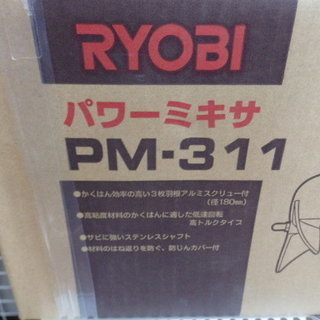 RYOBI
パワーミキサ
PM-311
●かくはん効率の高い3枚羽根アルミスクリュー付
(径180mm)
●高粘度材料のかくはんに適した低速回転
高トルクタイプ
●サビに強いステンレスシャフト
●材料のはね返りを防ぐ、防じんカバー付